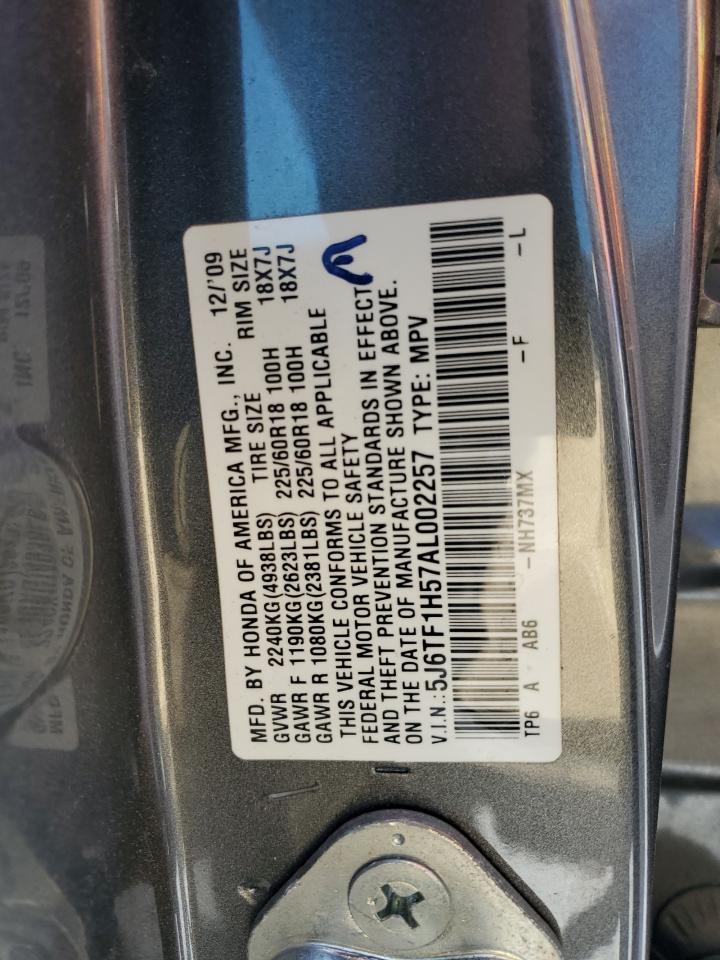 MFD. BY HONDA OF AMERICA MFG., INC. 12/'09
GVWR 2240KG(4938LBS) TIRE SIZE RIM SIZE
GAWR F 1190KG(2623LBS) 225/60R18 100H 18X7J
GAWR R 1080KG(2381LBS) 225/60R18 100H 18X7J
THIS VEHICLE CONFORMS TO ALL APPLICABLE
FEDERAL MOTOR VEHICLE SAFETY
AND THEFT PREVENTION STANDARDS IN EFFECT
ON THE DATE OF MANUFACTURE SHOWN ABOVE.
V.I.N.: 5J6TF1H57AL002257 TYPE: MPV
TP6 A AB6 -NH737MX -F -L